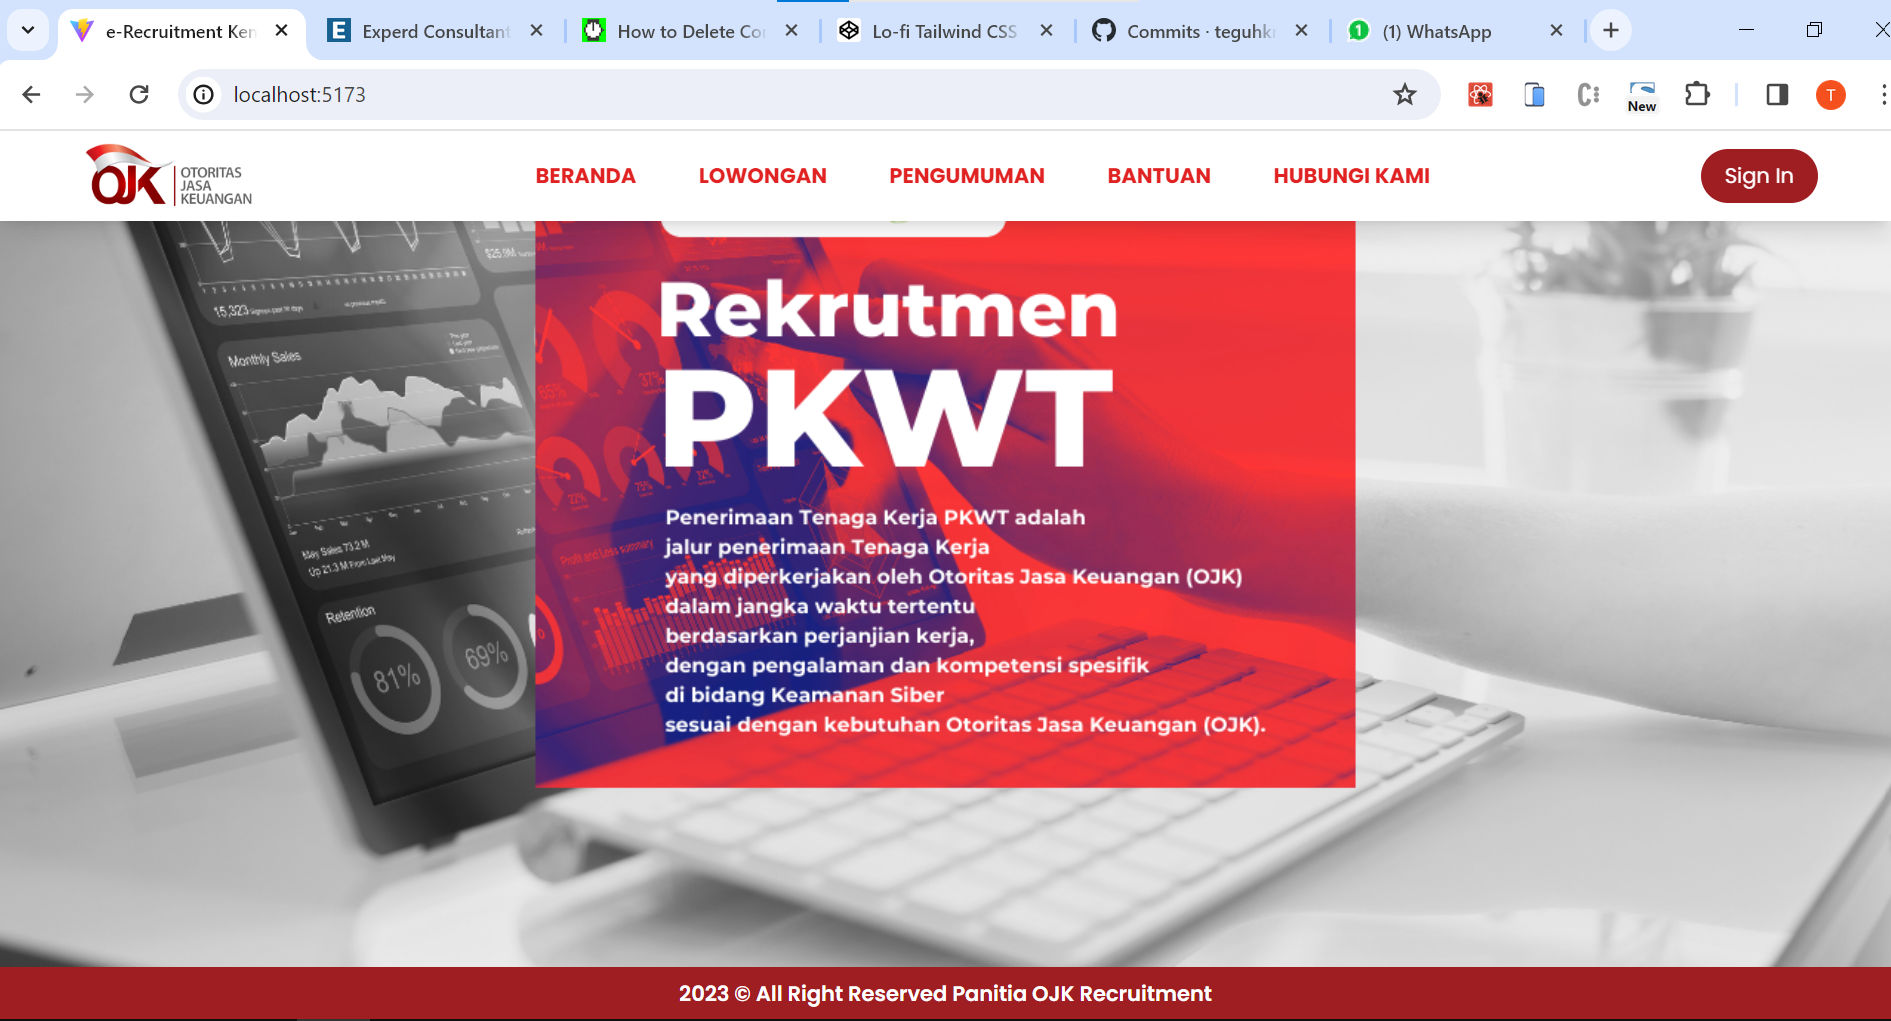 e-Recruitment Ken
Experd Consultant
How to Delete Co
Lo-fi Tailwind CSS
Commits · teguhk
(1) WhatsApp
localhost:5173
New
T
OJK
OTORITAS
JASA
KEUANGAN
BERANDA
LOWONGAN
PENGUMUMAN
BANTUAN
HUBUNGI KAMI
Sign In
15,323
Monthly Sales
May Sales 73.2 M
Up 21.3 M From Last May
Retention
81%
69%
Profit and Loss summary
Rekrutmen
PKWT
Penerimaan Tenaga Kerja PKWT adalah
jalur penerimaan Tenaga Kerja
yang diperkerjakan oleh Otoritas Jasa Keuangan (OJK)
dalam jangka waktu tertentu
berdasarkan perjanjian kerja,
dengan pengalaman dan kompetensi spesifik
di bidang Keamanan Siber
sesuai dengan kebutuhan Otoritas Jasa Keuangan (OJK).
2023 © All Right Reserved Panitia OJK Recruitment